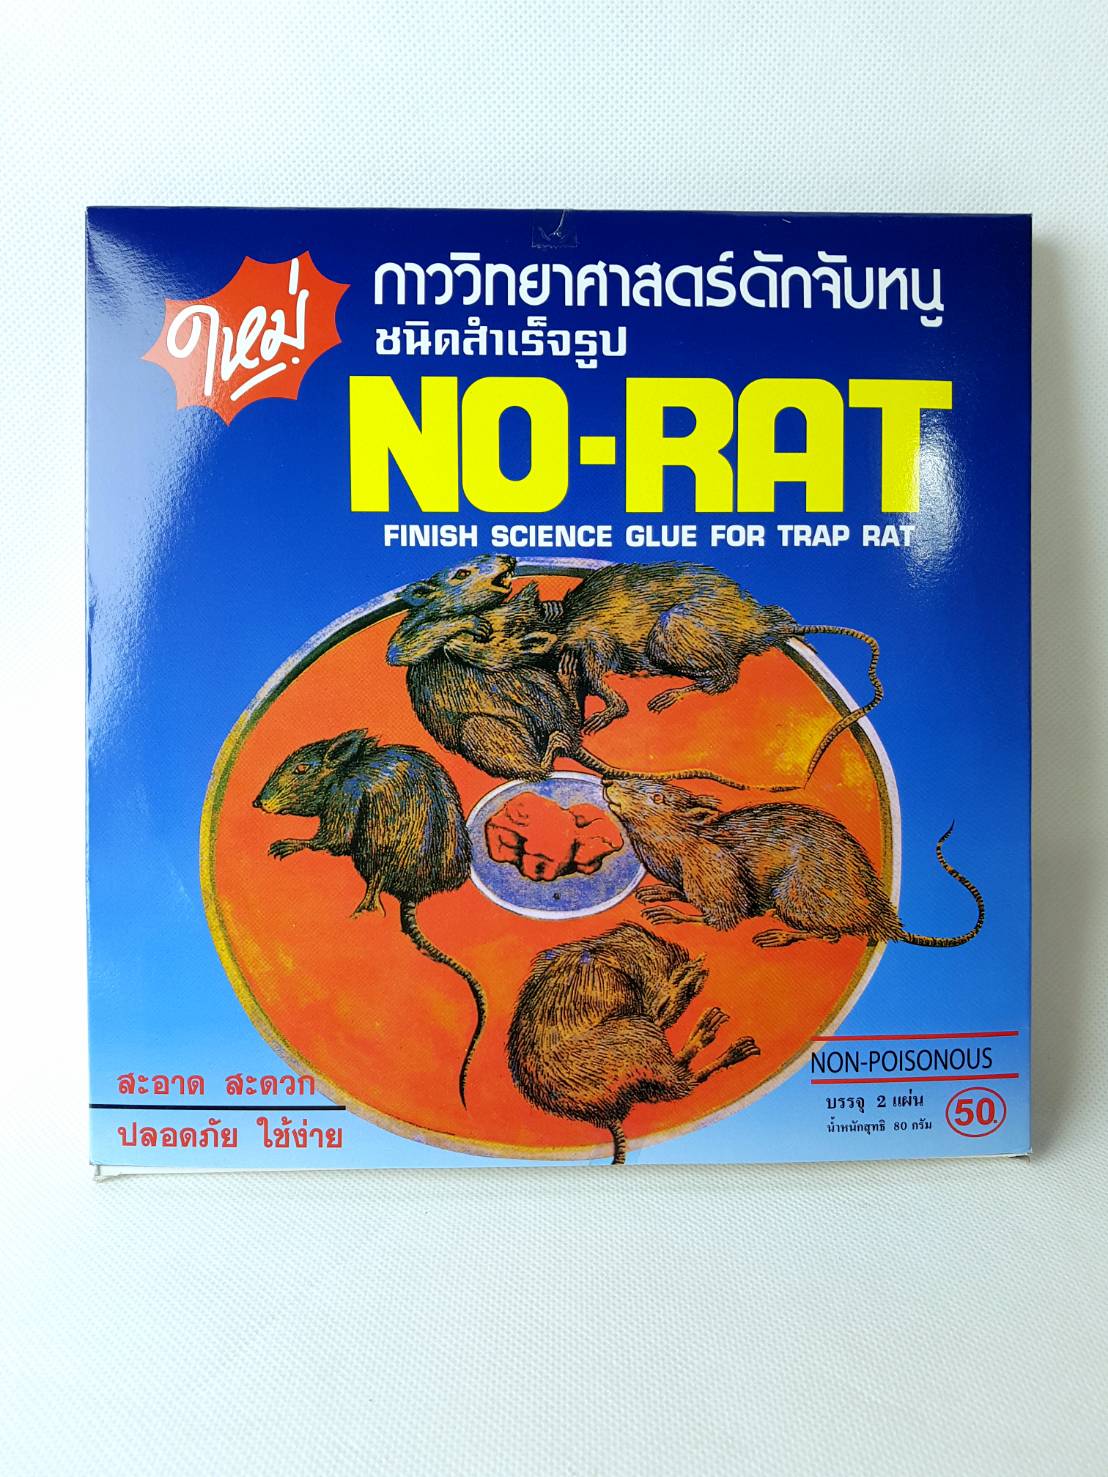 ใหม่
กาววิทยาศาสตร์ดักจับหนู
ชนิดสำเร็จรูป
NO-RAT
FINISH SCIENCE GLUE FOR TRAP RAT
สะอาด สะดวก
ปลอดภัย ใช้ง่าย
NON-POISONOUS
บรรจุ 2 แผ่น
น้ำหนักสุทธิ 80 กรัม
50.